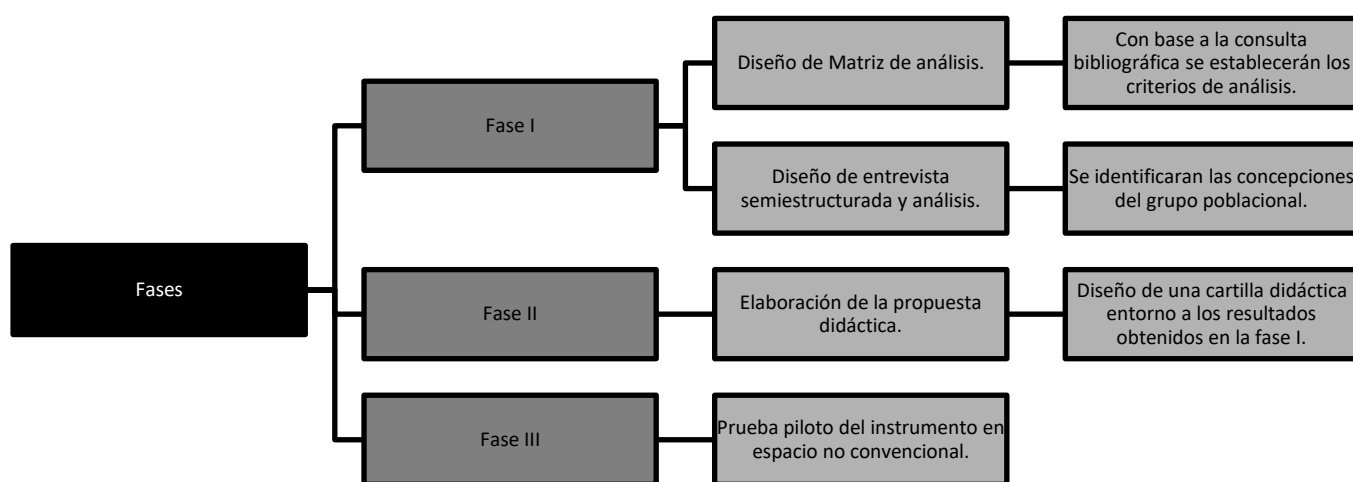 Fases
Fase I
Diseño de Matriz de análisis.
Con base a la consulta
bibliográfica se establecerán los
criterios de análisis.
Diseño de entrevista
semiestructurada y análisis.
Se identificaran las concepciones
del grupo poblacional.
Fase II
Elaboración de la propuesta
didáctica.
Diseño de una cartilla didáctica
entorno a los resultados
obtenidos en la fase I.
Fase III
Prueba piloto del instrumento en
espacio no convencional.